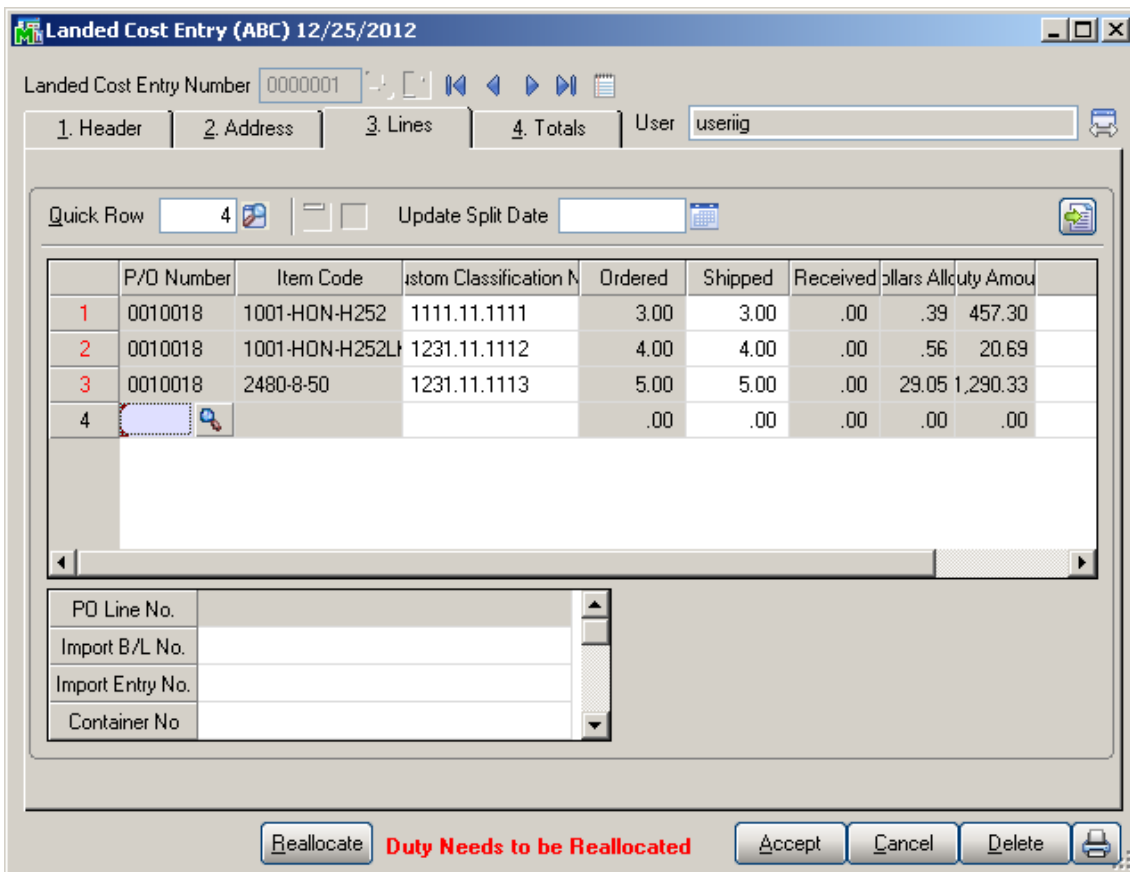 Landed Cost Entry (ABC) 12/25/2012
Landed Cost Entry Number 0000001
1. Header 2. Address 3. Lines 4. Totals User useriig
Quick Row 4 Update Split Date
P/O Number Item Code ustom Classification N Ordered Shipped Received ollars Allo uty Amou
1 0010018 1001-HON-H252 1111.11.1111 3.00 3.00 .00 .39 457.30
2 0010018 1001-HON-H252LK 1231.11.1112 4.00 4.00 .00 .56 20.69
3 0010018 2480-8-50 1231.11.1113 5.00 5.00 .00 29.05 1,290.33
4 .00 .00 .00 .00 .00
PO Line No.
Import B/L No.
Import Entry No.
Container No
Reallocate Duty Needs to be Reallocated Accept Cancel Delete